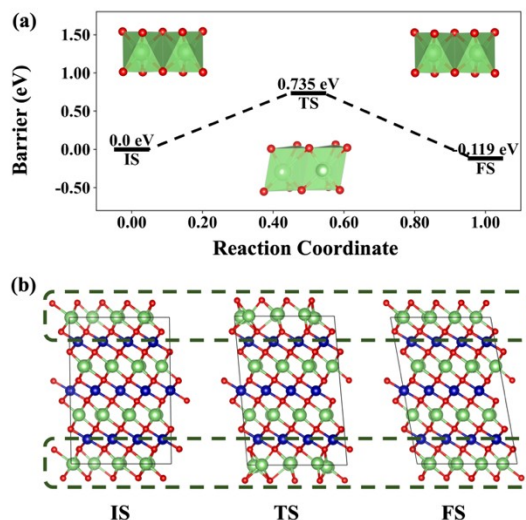 (a)
Barrier (eV)
1.50
1.00
0.50
0.00
-0.50
0.0 eV
IS
0.735 eV
TS
-0.119 eV
FS
0.00 0.20 0.40 0.60 0.80 1.00
Reaction Coordinate
(b)
IS TS FS